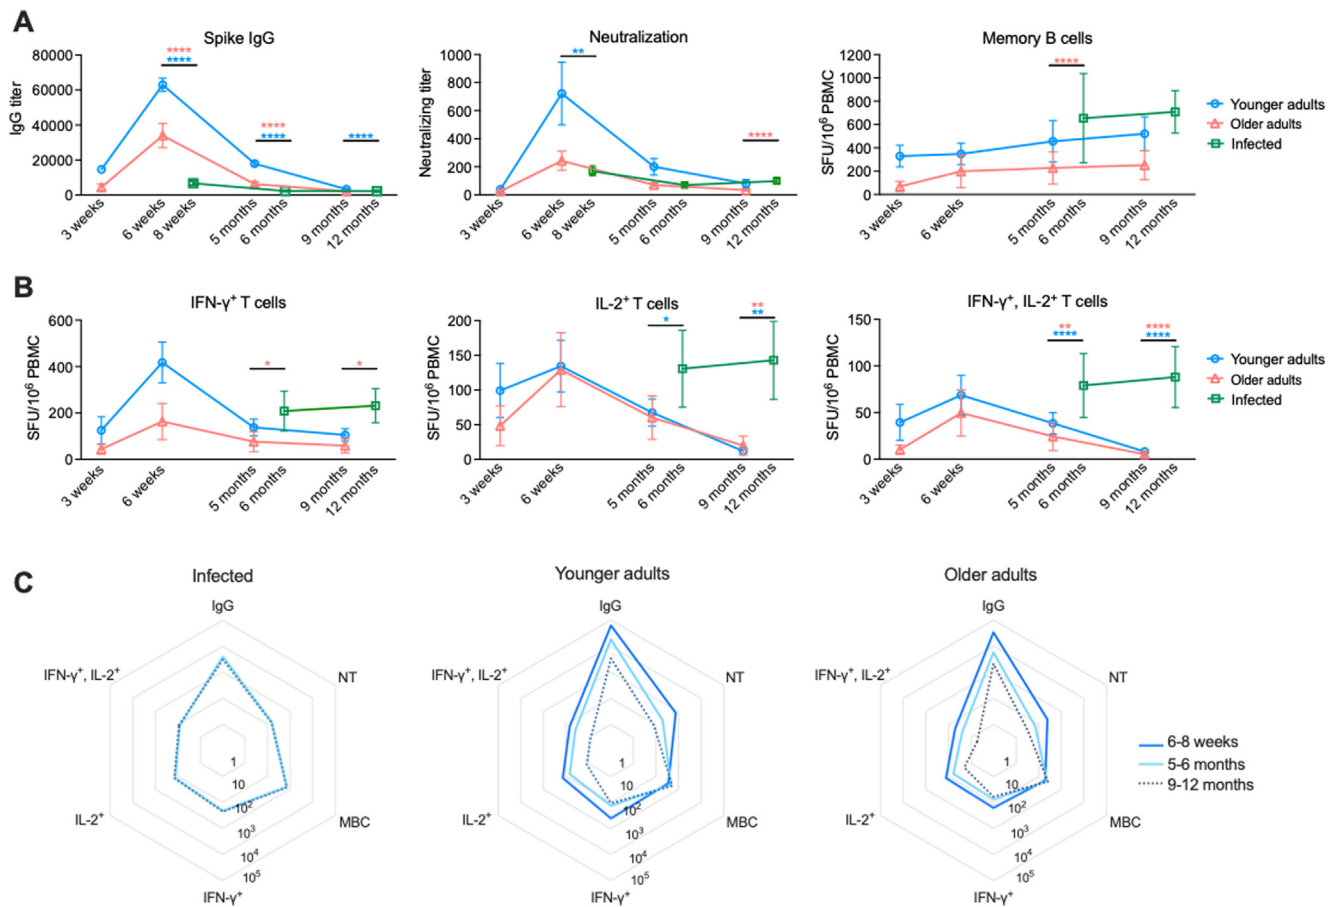 A
Spike IgG
IgG titer
80000
60000
40000
20000
0
****
****
****
****
****
3 weeks
6 weeks
8 weeks
5 months
6 months
9 months
12 months
Neutralization
Neutralizing titer
1000
800
600
400
200
0
**
****
3 weeks
6 weeks
8 weeks
5 months
6 months
9 months
12 months
Memory B cells
SFU/10⁶ PBMC
1200
1000
800
600
400
200
0
****
3 weeks
6 weeks
5 months
6 months
9 months
12 months
Younger adults
Older adults
Infected
B
IFN-γ⁺ T cells
SFU/10⁶ PBMC
600
400
200
0
*
*
3 weeks
6 weeks
5 months
6 months
9 months
12 months
IL-2⁺ T cells
SFU/10⁶ PBMC
200
150
100
50
0
*
**
**
3 weeks
6 weeks
5 months
6 months
9 months
12 months
IFN-γ⁺, IL-2⁺ T cells
SFU/10⁶ PBMC
150
100
50
0
**
****
****
****
3 weeks
6 weeks
5 months
6 months
9 months
12 months
Younger adults
Older adults
Infected
C
Infected
IgG
IFN-γ⁺, IL-2⁺
NT
1
10
10²
10³
10⁴
10⁵
IL-2⁺
MBC
IFN-γ⁺
Younger adults
IgG
IFN-γ⁺, IL-2⁺
NT
1
10
10²
10³
10⁴
10⁵
IL-2⁺
MBC
IFN-γ⁺
Older adults
IgG
IFN-γ⁺, IL-2⁺
NT
1
10
10²
10³
10⁴
10⁵
IL-2⁺
MBC
IFN-γ⁺
6-8 weeks
5-6 months
9-12 months